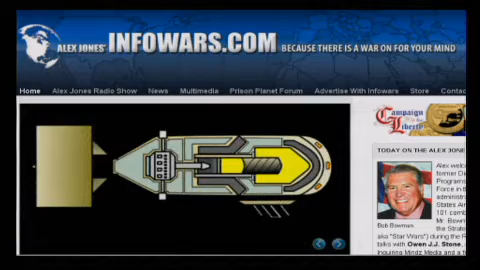 ALEX JONES' INFOWARS.COM BECAUSE THERE IS A WAR ON FOR YOUR MIND
Home Alex Jones Radio Show News Multimedia Prison Planet Forum Advertise With Infowars Store Contac
Campaign
Liberty
TODAY ON THE ALEX JONE
Alex welc
former Di
Programs
Force in t
administr
States Air
101 comb
Mr. Bowm
the Strate
Bob Bowman
aka "Star Wars") during the
talks with Owen J.J. Stone,
Inquiring Mindz Media and a f